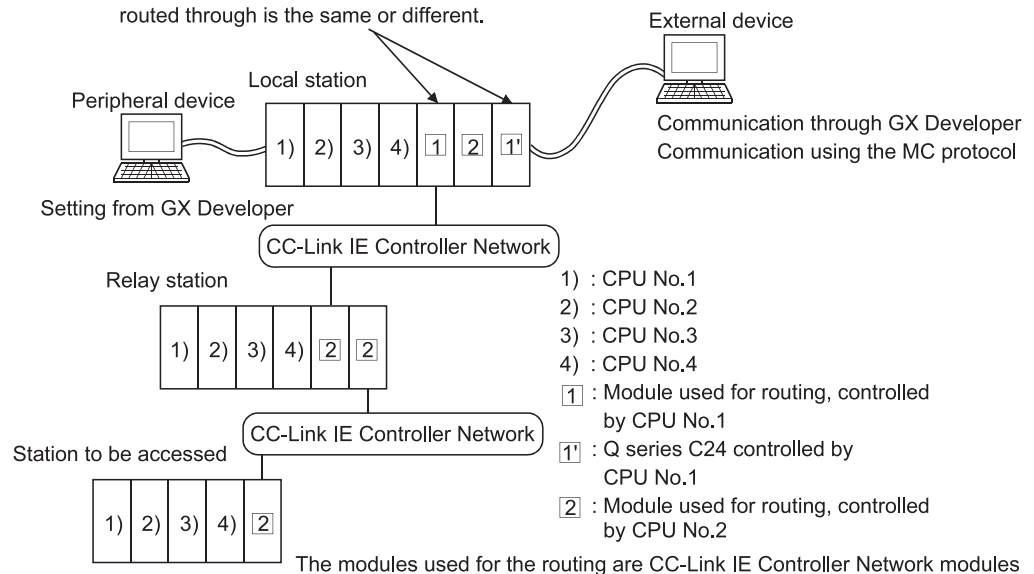 routed through is the same or different.
External device
Local station
Peripheral device
1) 2) 3) 4) 1 2 1'
Communication through GX Developer
Communication using the MC protocol
Setting from GX Developer
CC-Link IE Controller Network
Relay station
1) 2) 3) 4) 2 2
CC-Link IE Controller Network
Station to be accessed
1) 2) 3) 4) 2
1) : CPU No.1
2) : CPU No.2
3) : CPU No.3
4) : CPU No.4
1 : Module used for routing, controlled
by CPU No.1
1' : Q series C24 controlled by
CPU No.1
2 : Module used for routing, controlled
by CPU No.2
The modules used for the routing are CC-Link IE Controller Network modules